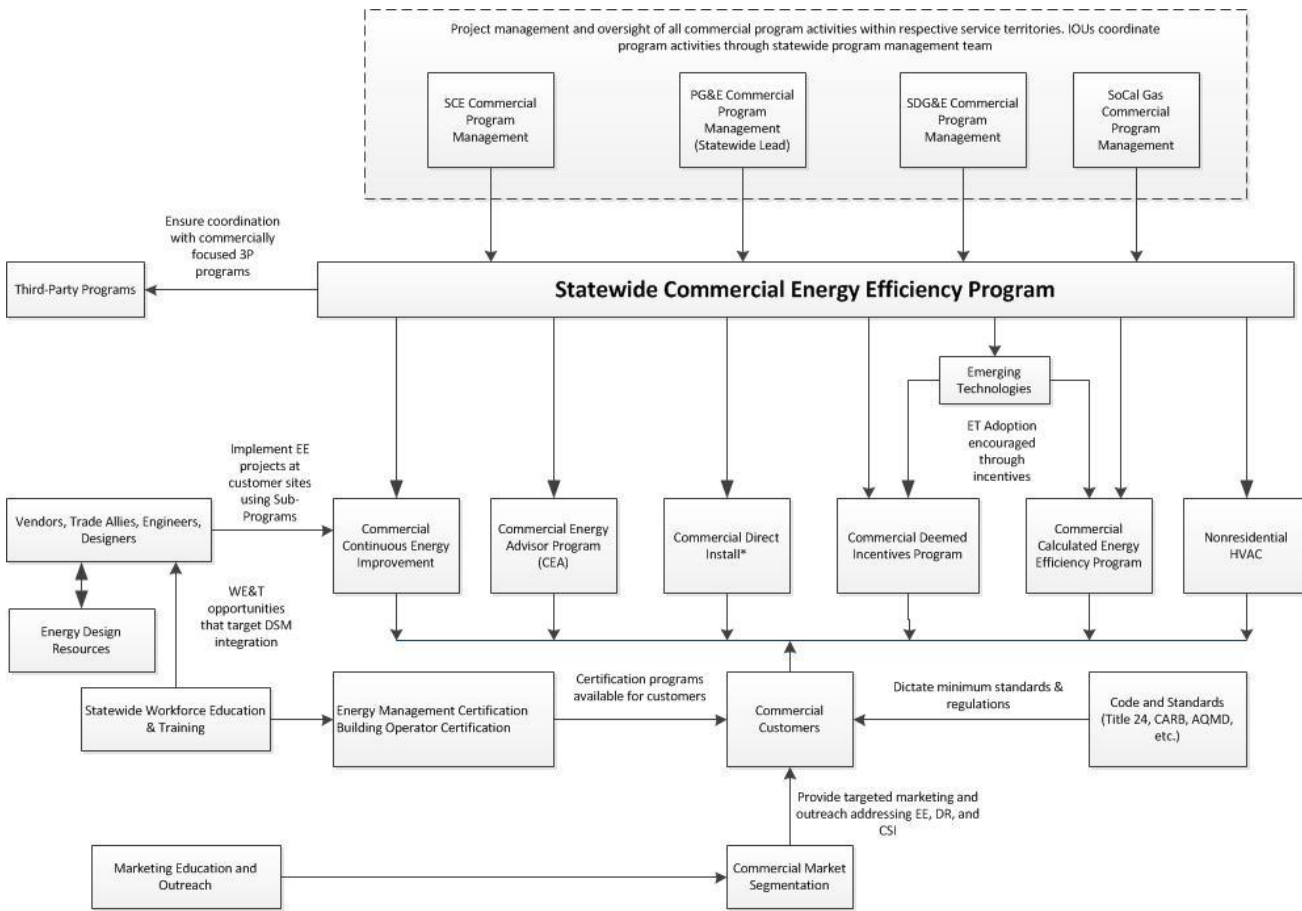 Project management and oversight of all commercial program activities within respective service territories. IOUs coordinate
program activities through statewide program management team
SCE Commercial
Program
Management
PG&E Commercial
Program
Management
(Statewide Lead)
SDG&E Commercial
Program
Management
SoCal Gas
Commercial
Program
Management
Ensure coordination
with commercially
focused 3P
programs
Third-Party Programs
Statewide Commercial Energy Efficiency Program
Emerging
Technologies
ET Adoption
encouraged
through
incentives
Implement EE
projects at
customer sites
using Sub-
Programs
Vendors, Trade Allies, Engineers,
Designers
Commercial
Continuous Energy
Improvement
Commercial Energy
Advisor Program
(CEA)
Commercial Direct
Install*
Commercial Deemed
Incentives Program
Commercial
Calculated Energy
Efficiency Program
Nonresidential
HVAC
WE&T
opportunities
that target DSM
integration
Energy Design
Resources
Statewide Workforce Education
& Training
Energy Management Certification
Building Operator Certification
Certification programs
available for customers
Commercial
Customers
Dictate minimum standards &
regulations
Code and Standards
(Title 24, CARB, AQMD,
etc.)
Provide targeted marketing and
outreach addressing EE, DR, and
CSI
Marketing Education and
Outreach
Commercial Market
Segmentation